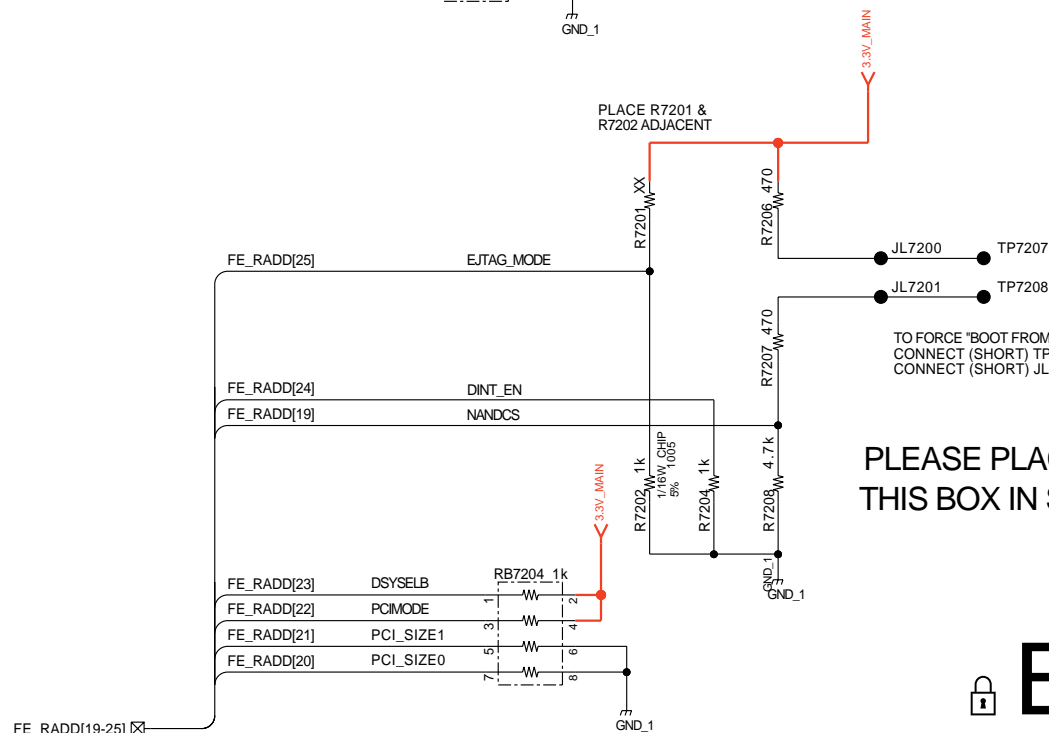 GND_1
3.3V_MAIN
PLACE R7201 &
R7202 ADJACENT
R7201 XX
R7206 470
JL7200
TP7207
FE_RADD[25]
EJTAG_MODE
JL7201
TP7208
R7207 470
TO FORCE "BOOT FROM
CONNECT (SHORT) TP
CONNECT (SHORT) JL
FE_RADD[24]
DINT_EN
FE_RADD[19]
NANDCS
R7202 1k
1/16W CHIP
5% 1005
R7204 1k
R7208 4.7k
PLEASE PLA
THIS BOX IN
3.3V_MAIN
GND_1
GND_1
RB7204 1k
FE_RADD[23]
DSYSELB
1
2
FE_RADD[22]
PCIMODE
3
4
FE_RADD[21]
PCI_SIZE1
5
6
FE_RADD[20]
PCI_SIZE0
7
8
GND_1
FE_RADD[19-25]